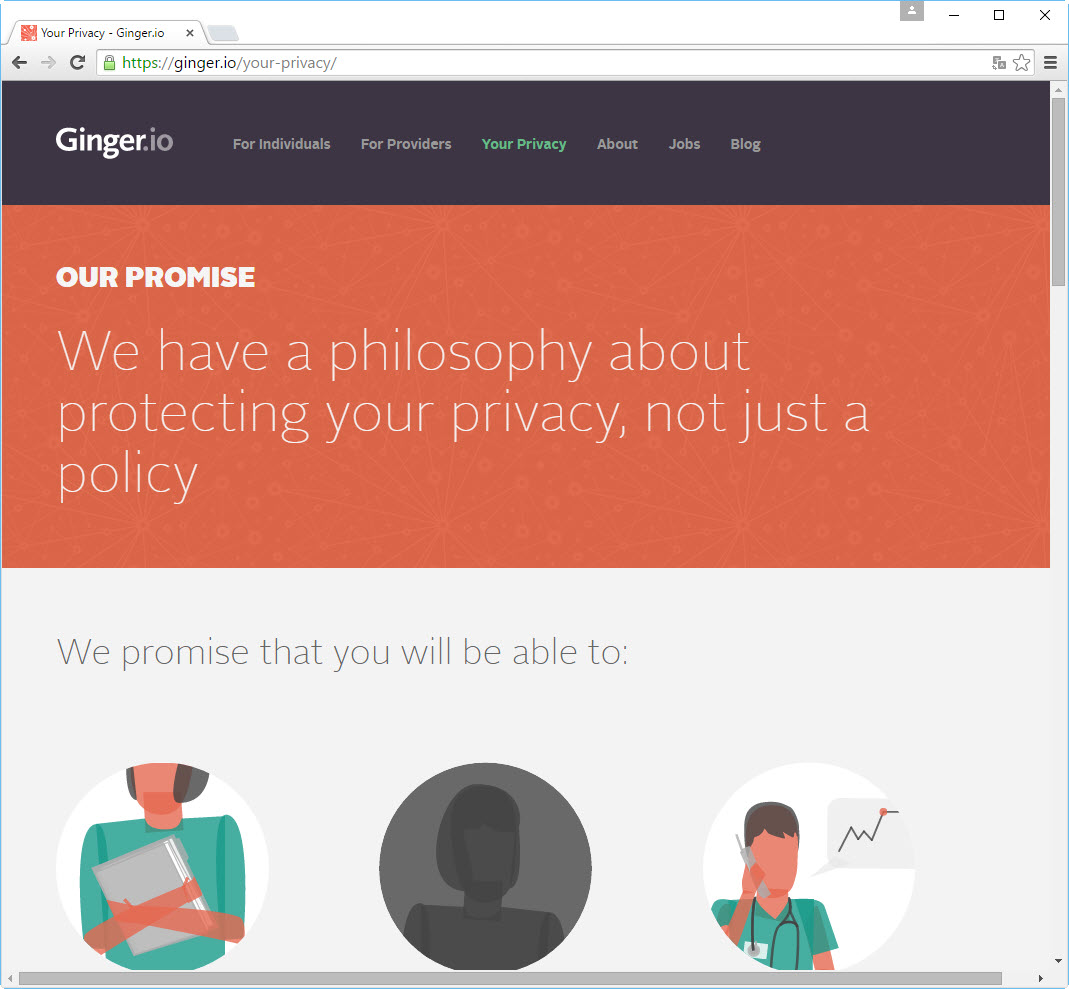 Your Privacy - Ginger.io
https://ginger.io/your-privacy/
Ginger.io
For Individuals For Providers Your Privacy About Jobs Blog
OUR PROMISE
We have a philosophy about
protecting your privacy, not just a
policy
We promise that you will be able to: